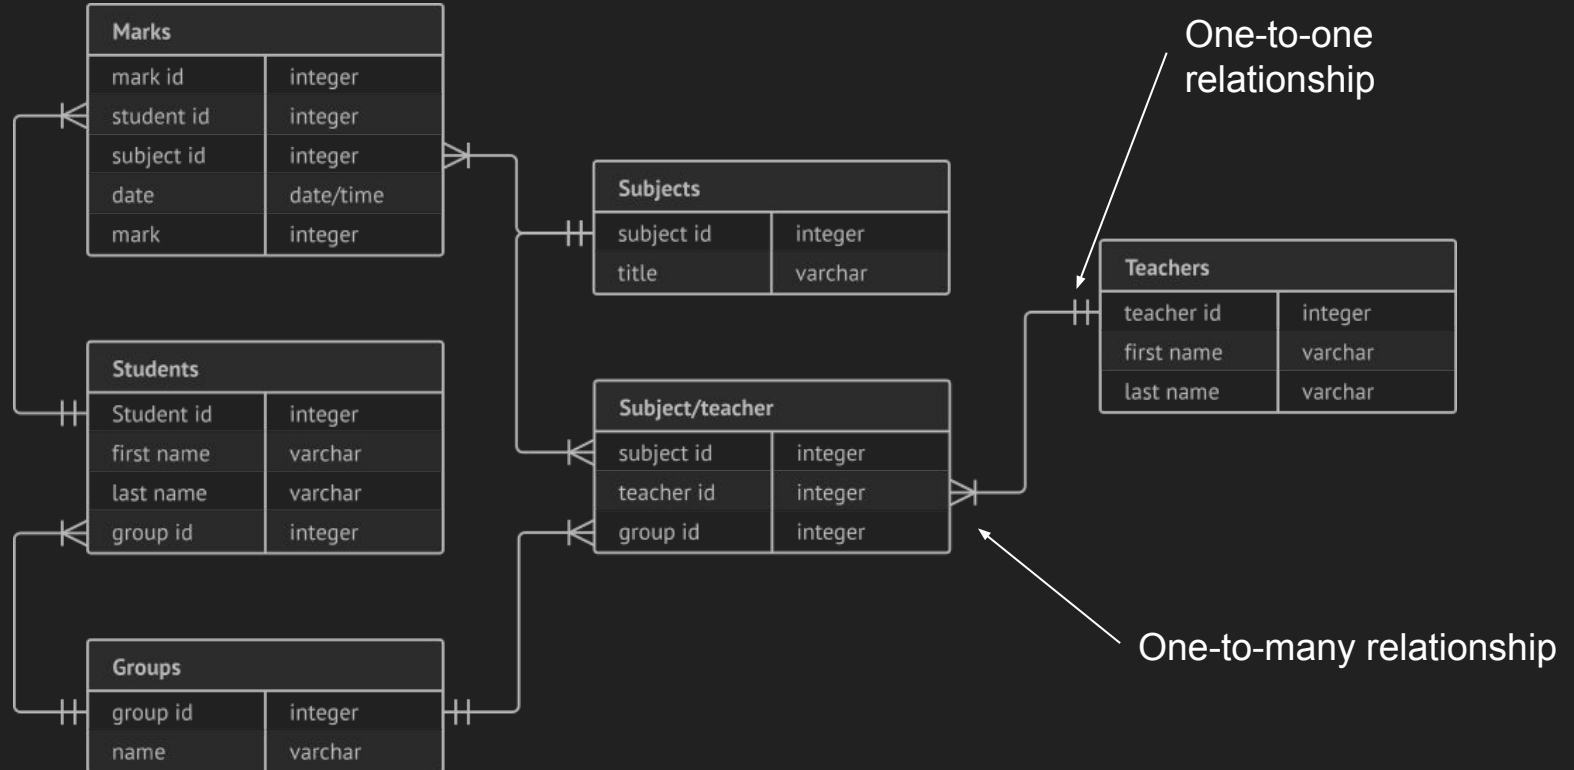 Marks
mark id integer
student id integer
subject id integer
date date/time
mark integer
Students
Student id integer
first name varchar
last name varchar
group id integer
Groups
group id integer
name varchar
Subjects
subject id integer
title varchar
Subject/teacher
subject id integer
teacher id integer
group id integer
One-to-one
relationship
Teachers
teacher id integer
first name varchar
last name varchar
One-to-many relationship